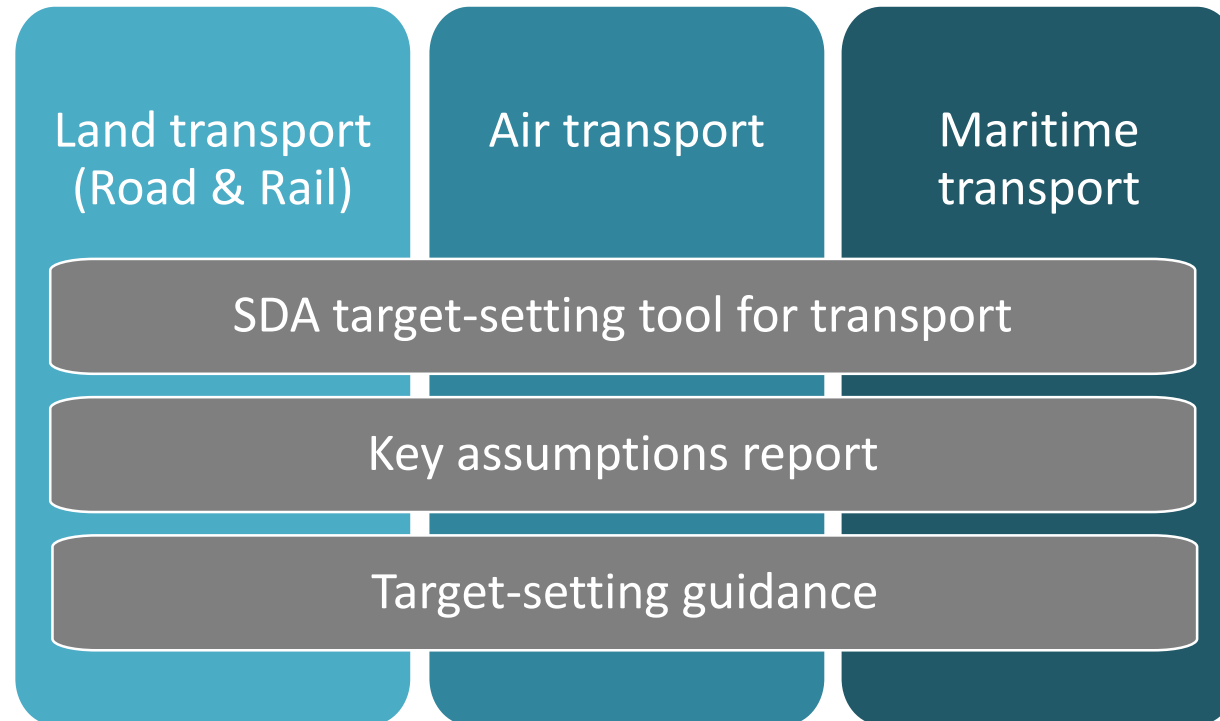 Land transport
(Road & Rail)
Air transport
Maritime
transport
SDA target-setting tool for transport
Key assumptions report
Target-setting guidance